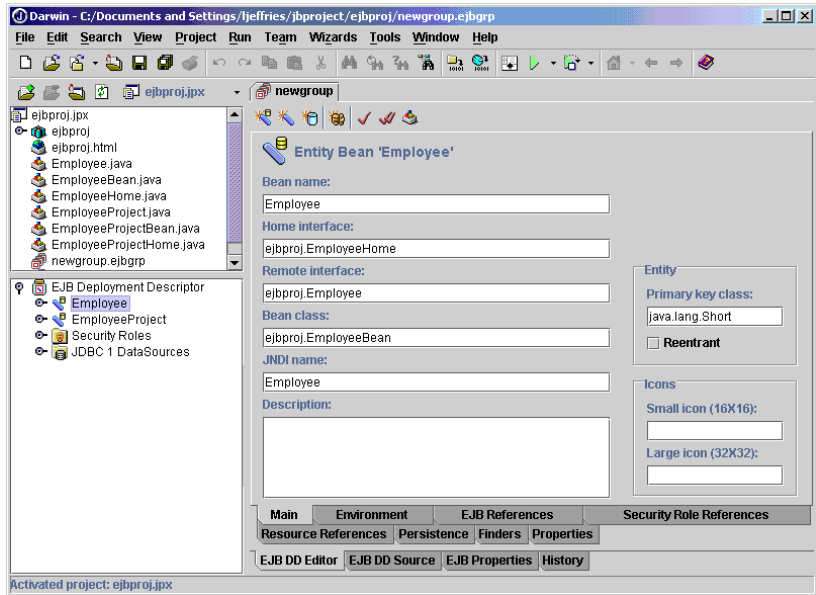 Darwin - C:/Documents and Settings/ljeffries/jbproject/ejbproj/newgroup.ejbgrp
File Edit Search View Project Run Team Wizards Tools Window Help
ejbproj.jpx
newgroup
ejbproj.jpx
ejbproj
ejbproj.html
Employee.java
EmployeeBean.java
EmployeeHome.java
EmployeeProject.java
EmployeeProjectBean.java
EmployeeProjectHome.java
newgroup.ejbgrp
EJB Deployment Descriptor
Employee
EmployeeProject
Security Roles
JDBC 1 DataSources
Entity Bean 'Employee'
Bean name:
Employee
Home interface:
ejbproj.EmployeeHome
Remote interface:
ejbproj.Employee
Bean class:
ejbproj.EmployeeBean
JNDI name:
Employee
Description:
Entity
Primary key class:
java.lang.Short
Reentrant
Icons
Small icon (16X16):
Large icon (32X32):
Main Environment EJB References Security Role References
Resource References Persistence Finders Properties
EJB DD Editor EJB DD Source EJB Properties History
Activated project: ejbproj.jpx